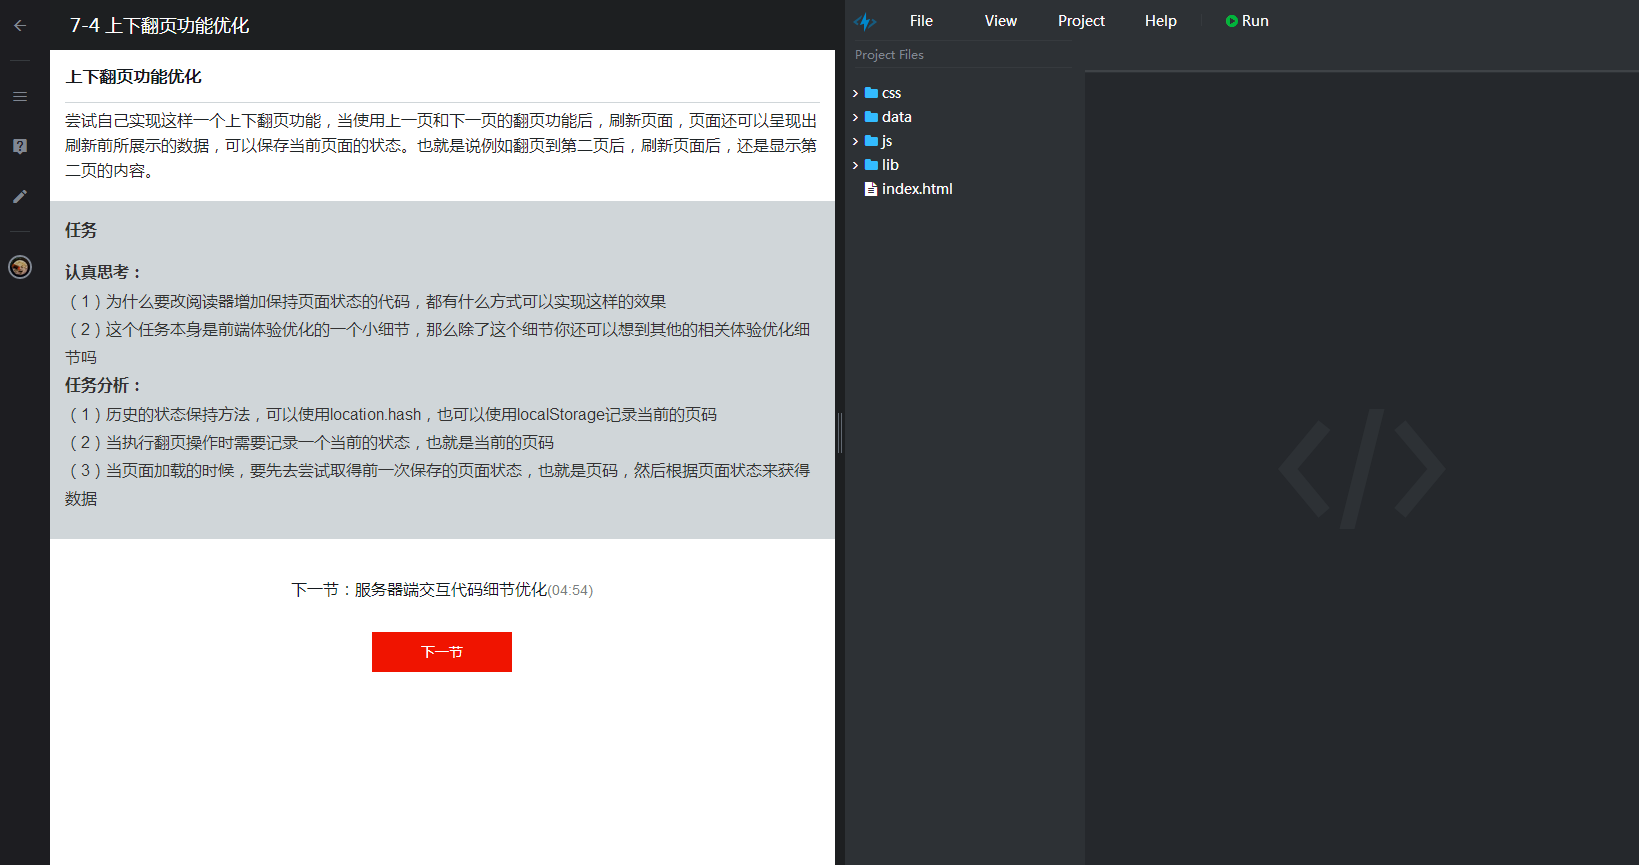 7-4 上下翻页功能优化
File View Project Help Run
Project Files
上下翻页功能优化
尝试自己实现这样一个上下翻页功能，当使用上一页和下一页的翻页功能后，刷新页面，页面还可以呈现出
刷新前所展示的数据，可以保存当前页面的状态。也就是说例如翻页到第二页后，刷新页面后，还是显示第
二页的内容。
任务
认真思考：
（1）为什么要改阅读器增加保持页面状态的代码，都有什么方式可以实现这样的效果
（2）这个任务本身是前端体验优化的一个小细节，那么除了这个细节你还可以想到其他的相关体验优化细
节吗
任务分析：
（1）历史的状态保持方法，可以使用location.hash，也可以使用localStorage记录当前的页码
（2）当执行翻页操作时需要记录一个当前的状态，也就是当前的页码
（3）当页面加载的时候，要先去尝试取得前一次保存的页面状态，也就是页码，然后根据页面状态来获得
数据
下一节：服务器端交互代码细节优化(04:54)
下一节
css
data
js
lib
index.html